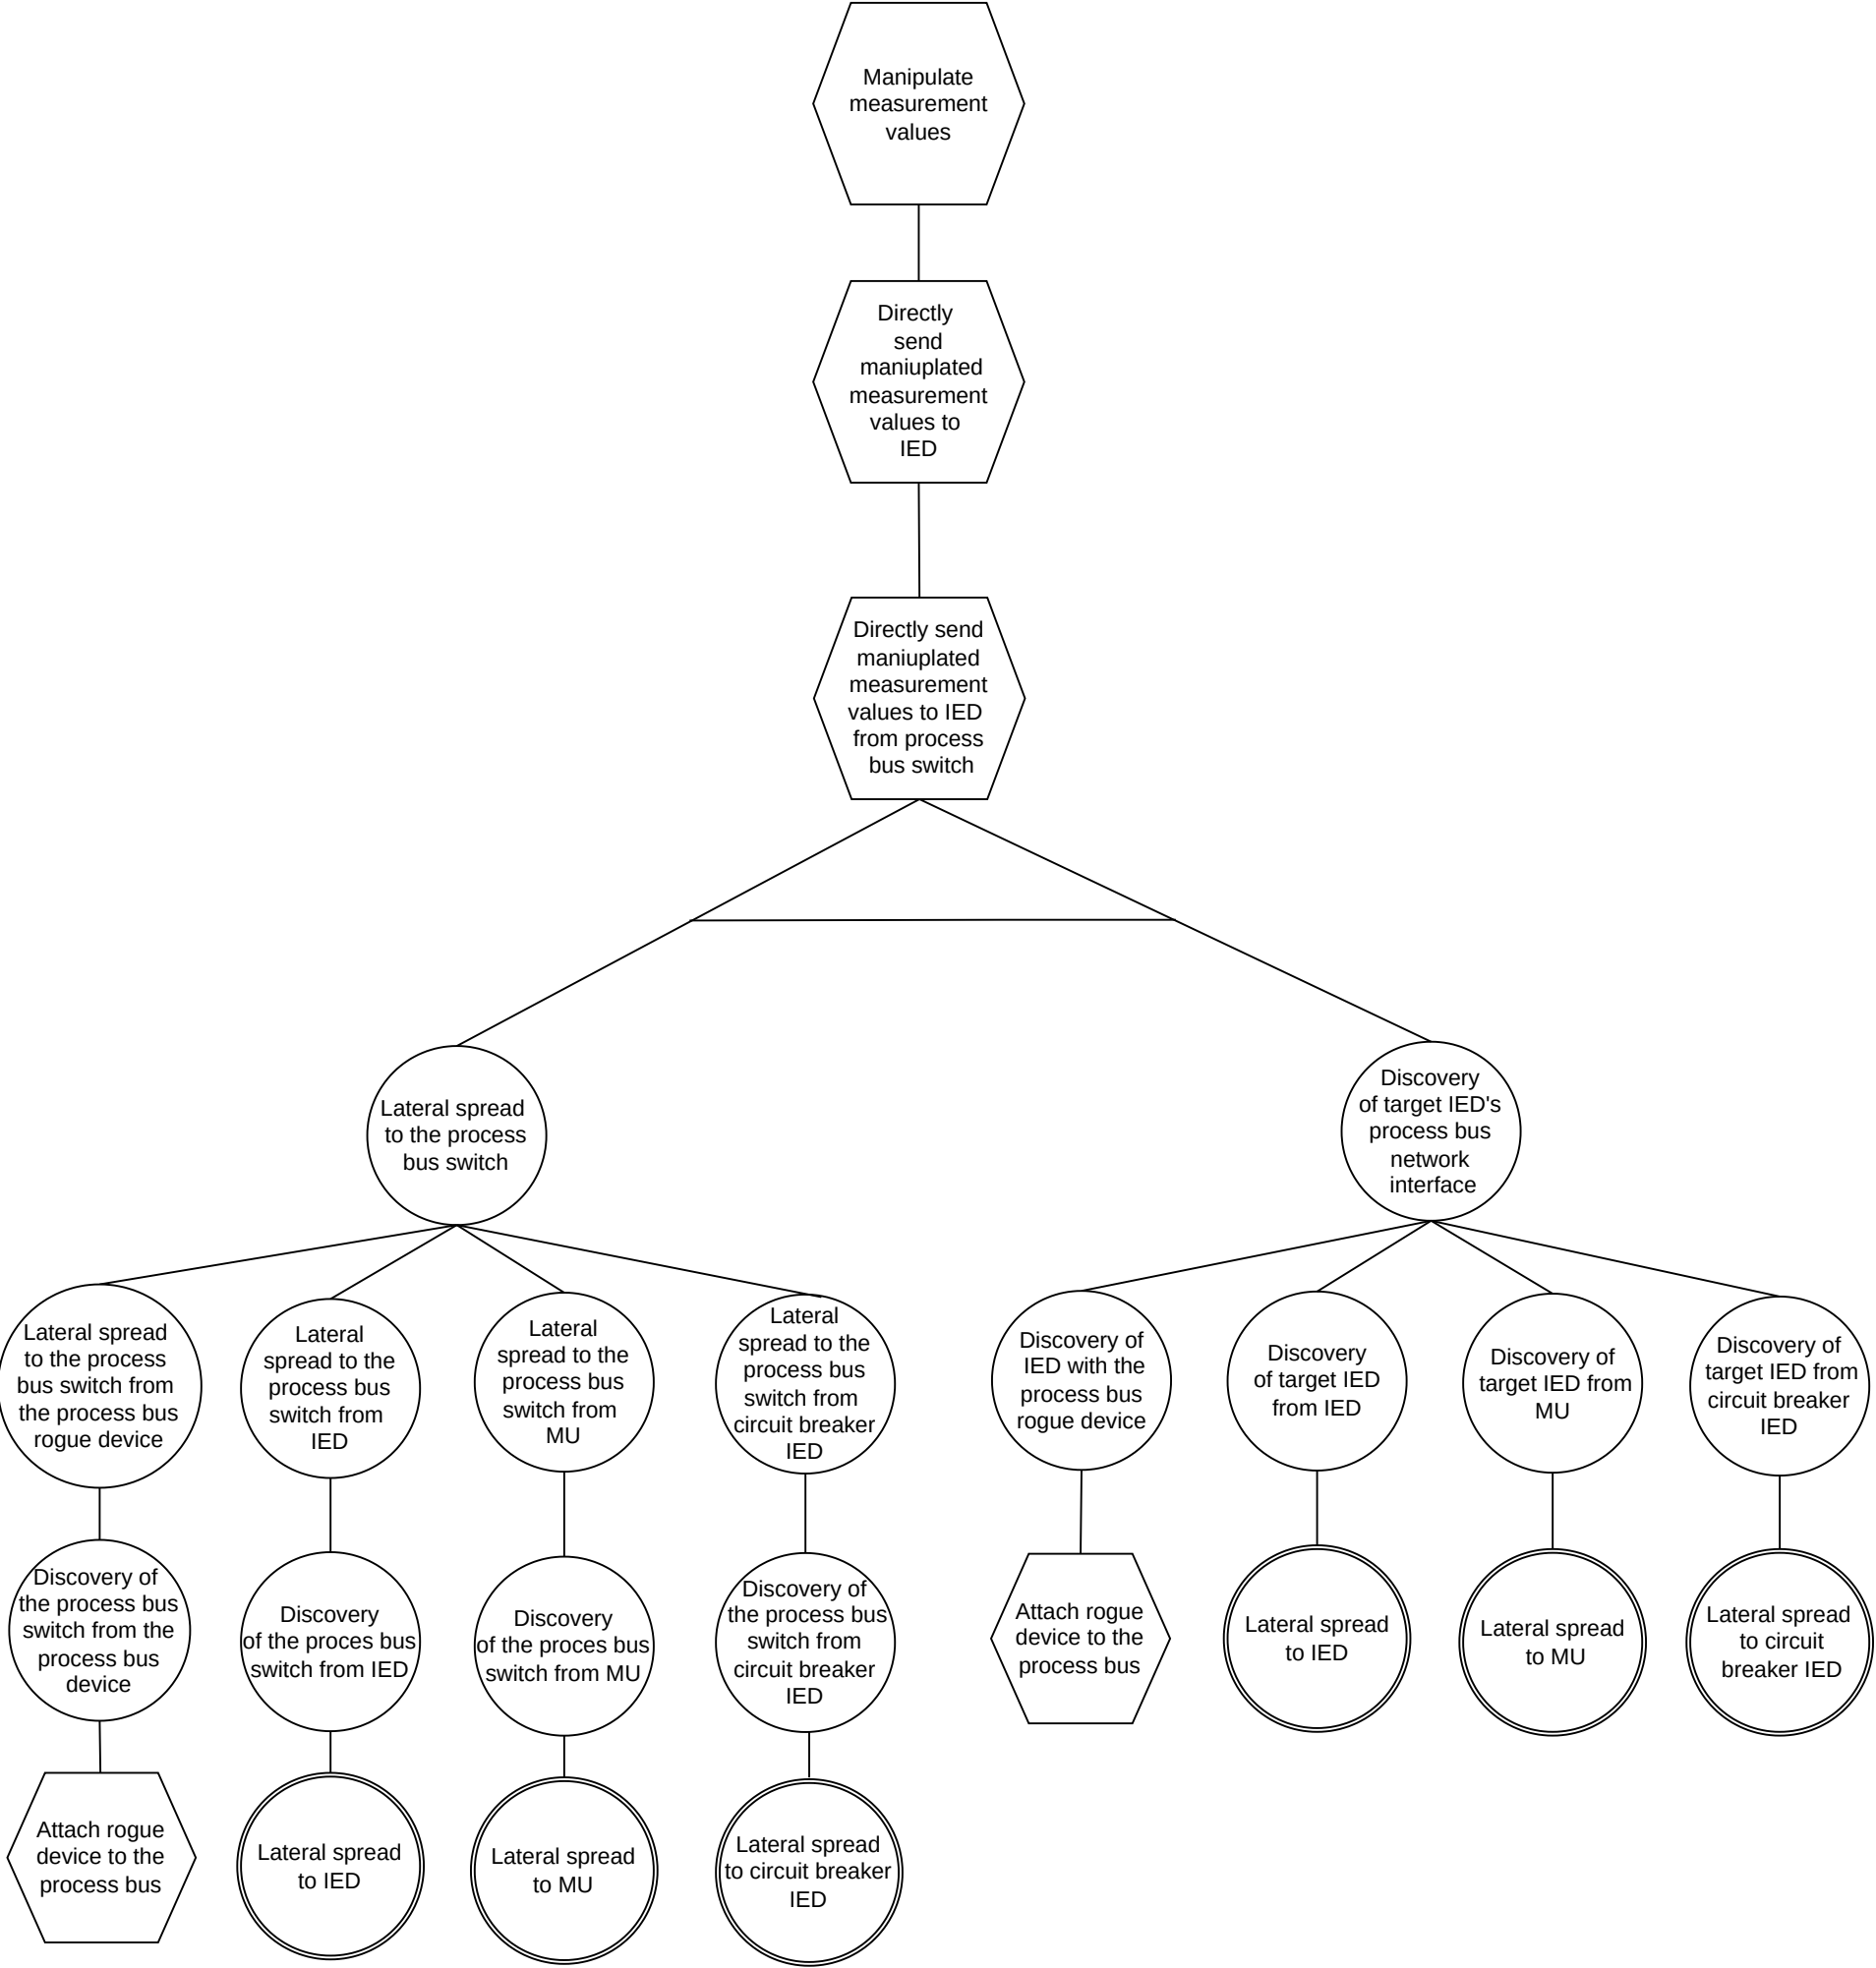 Manipulate
measurement
values
Directly
send
maniuplated
measurement
values to
IED
Directly send
maniuplated
measurement
values to IED
from process
bus switch
Lateral spread
to the process
bus switch
Discovery
of target IED's
process bus
network
interface
Lateral spread
to the process
bus switch from
the process bus
rogue device
Lateral
spread to the
process bus
switch from
IED
Lateral
spread to the
process bus
switch from
MU
Lateral
spread to the
process bus
switch from
circuit breaker
IED
Discovery of
IED with the
process bus
rogue device
Discovery
of target IED
from IED
Discovery of
target IED from
MU
Discovery of
target IED from
circuit breaker
IED
Discovery of
the process bus
switch from the
process bus
device
Discovery
of the proces bus
switch from IED
Discovery
of the proces bus
switch from MU
Discovery of
the process bus
switch from
circuit breaker
IED
Attach rogue
device to the
process bus
Lateral spread
to IED
Lateral spread
to MU
Lateral spread
to circuit
breaker IED
Attach rogue
device to the
process bus
Lateral spread
to IED
Lateral spread
to MU
Lateral spread
to circuit breaker
IED